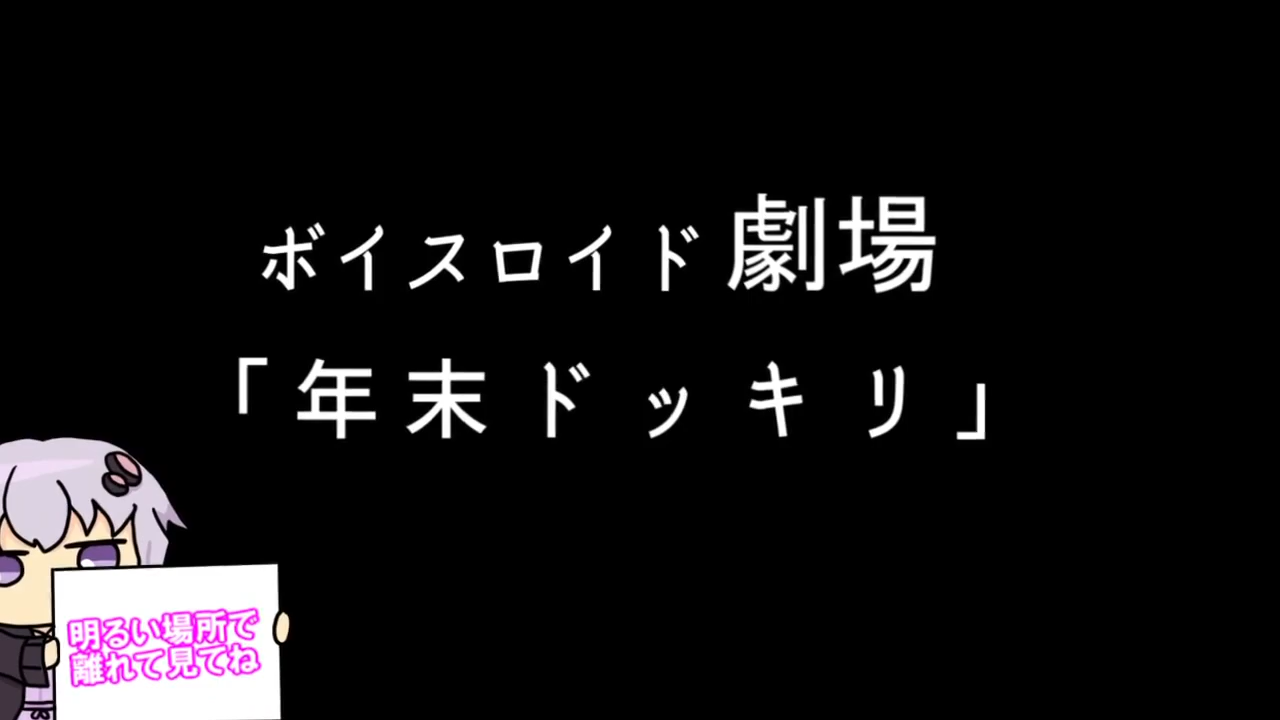 ボイスロイド劇場
「年末ドッキリ」
明るい場所で
離れて見てね